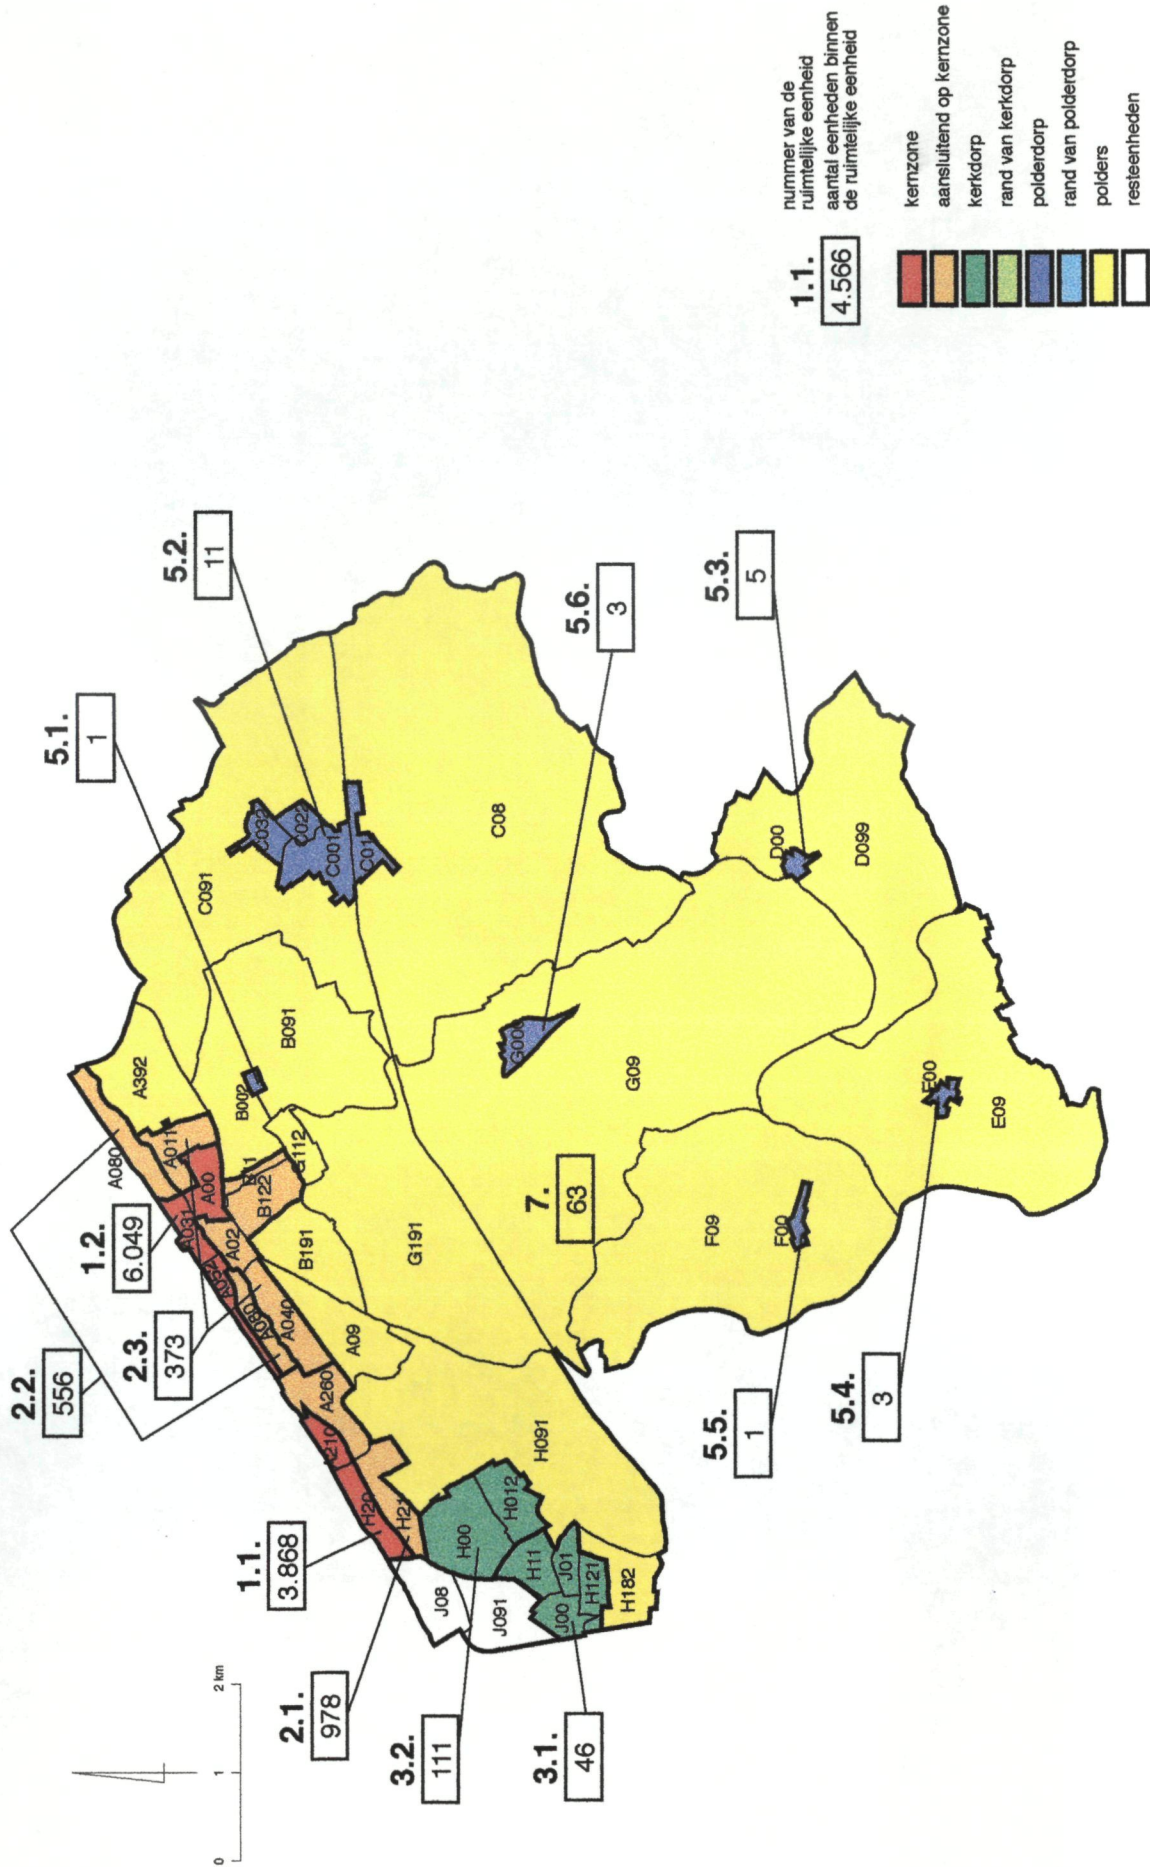 0 1 2 km
1.1.
3.868
1.2.
6.049
2.1.
978
2.2.
556
2.3.
373
3.1.
46
3.2.
111
5.1.
1
5.2.
11
5.3.
5
5.4.
3
5.5.
1
5.6.
3
7.
63
A080
A392
A011
A00
A031
A02
A080
A040
A09
A260
H20
H21
H00
H012
H11
J01
J00
H121
H182
H091
J08
J091
B002
B091
B122
B191
G112
G191
G09
C091
C032
C022
C001
C01
C08
D00
D099
E00
E09
F00
F09
1.1.
nummer van de
ruimtelijke eenheid
4.566
aantal eenheden binnen
de ruimtelijke eenheid
kernzone
aansluitend op kernzone
kerkdorp
rand van kerkdorp
polderdorp
rand van polderdorp
polders
resteenheden